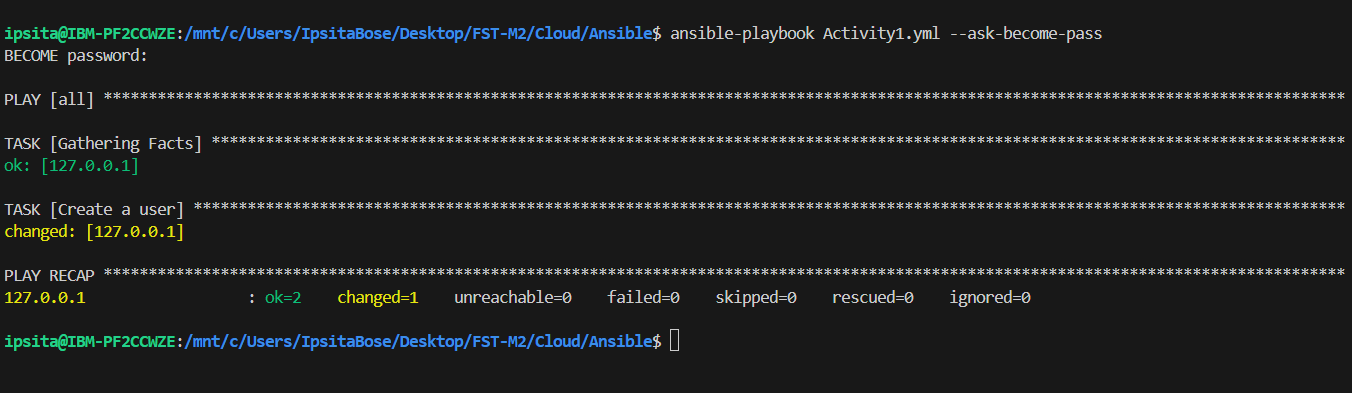 ipsita@IBM-PF2CCWZE:/mnt/c/Users/IpsitaBose/Desktop/FST-M2/Cloud/Ansible$ ansible-playbook Activity1.yml --ask-become-pass
BECOME password:
PLAY [all] ******************************************************************************************************************************************
TASK [Gathering Facts] ******************************************************************************************************************************
ok: [127.0.0.1]
TASK [Create a user] ********************************************************************************************************************************
changed: [127.0.0.1]
PLAY RECAP ******************************************************************************************************************************************
127.0.0.1                  : ok=2    changed=1    unreachable=0    failed=0    skipped=0    rescued=0    ignored=0
ipsita@IBM-PF2CCWZE:/mnt/c/Users/IpsitaBose/Desktop/FST-M2/Cloud/Ansible$